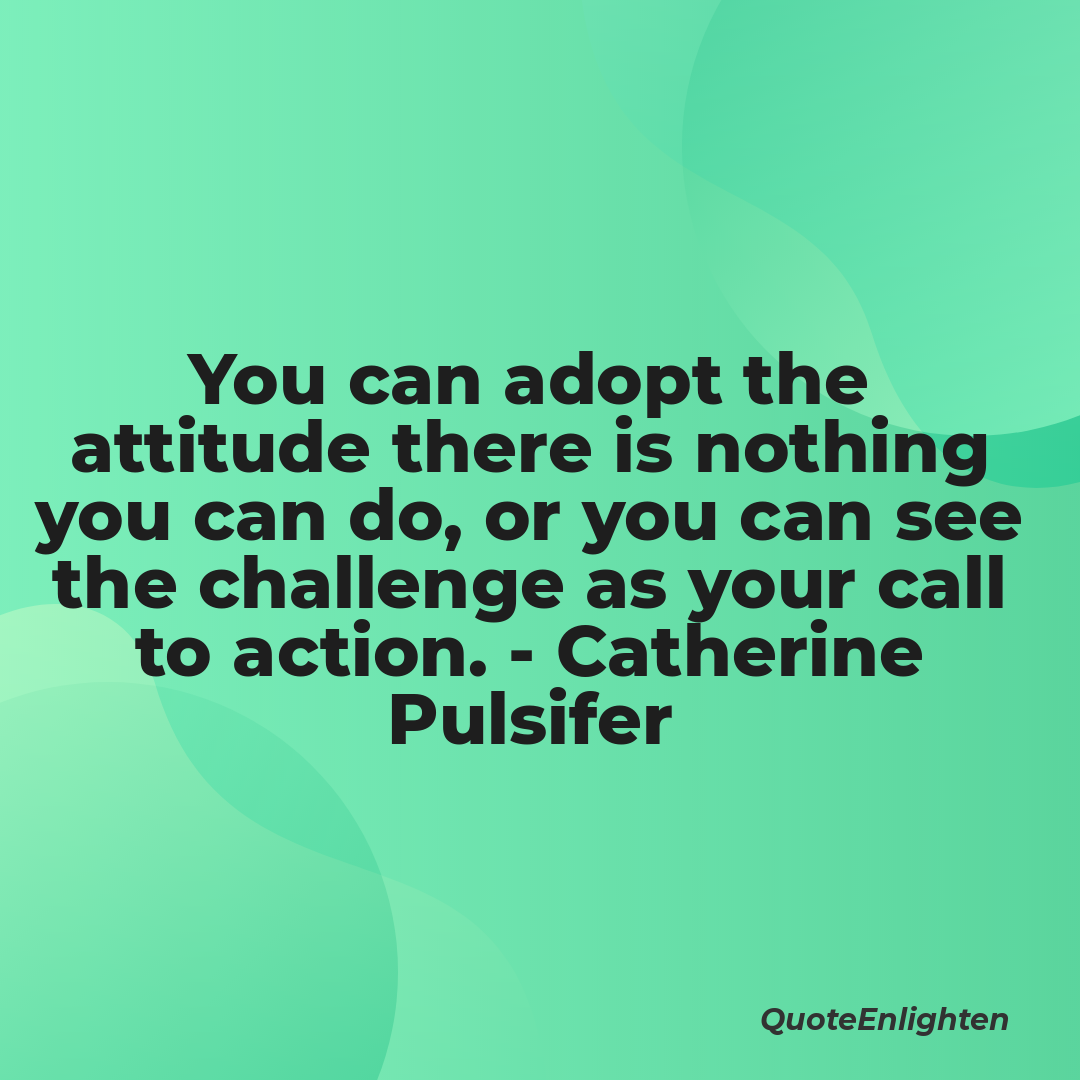 You can adopt the
attitude there is nothing
you can do, or you can see
the challenge as your call
to action. - Catherine
Pulsifer
QuoteEnlighten